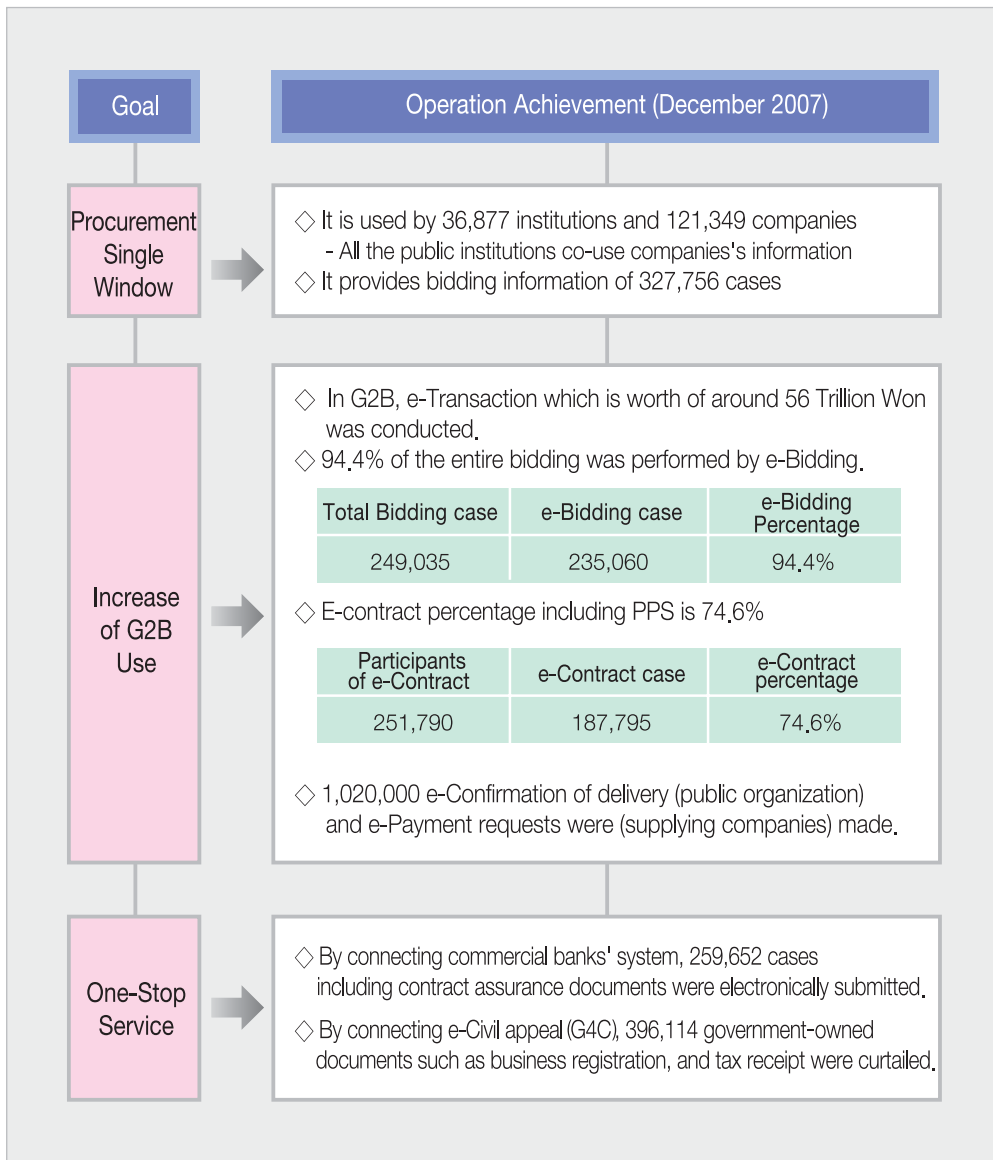 Goal
Operation Achievement (December 2007)
Procurement
Single
Window
◇ It is used by 36,877 institutions and 121,349 companies
- All the public institutions co-use companies's information
◇ It provides bidding information of 327,756 cases
Increase
of G2B
Use
◇ In G2B, e-Transaction which is worth of around 56 Trillion Won
was conducted.
◇ 94.4% of the entire bidding was performed by e-Bidding.
Total Bidding case
e-Bidding case
e-Bidding
Percentage
249,035
235,060
94.4%
◇ E-contract percentage including PPS is 74.6%
Participants
of e-Contract
e-Contract case
e-Contract
percentage
251,790
187,795
74.6%
◇ 1,020,000 e-Confirmation of delivery (public organization)
and e-Payment requests were (supplying companies) made.
One-Stop
Service
◇ By connecting commercial banks' system, 259,652 cases
including contract assurance documents were electronically submitted.
◇ By connecting e-Civil appeal (G4C), 396,114 government-owned
documents such as business registration, and tax receipt were curtailed.